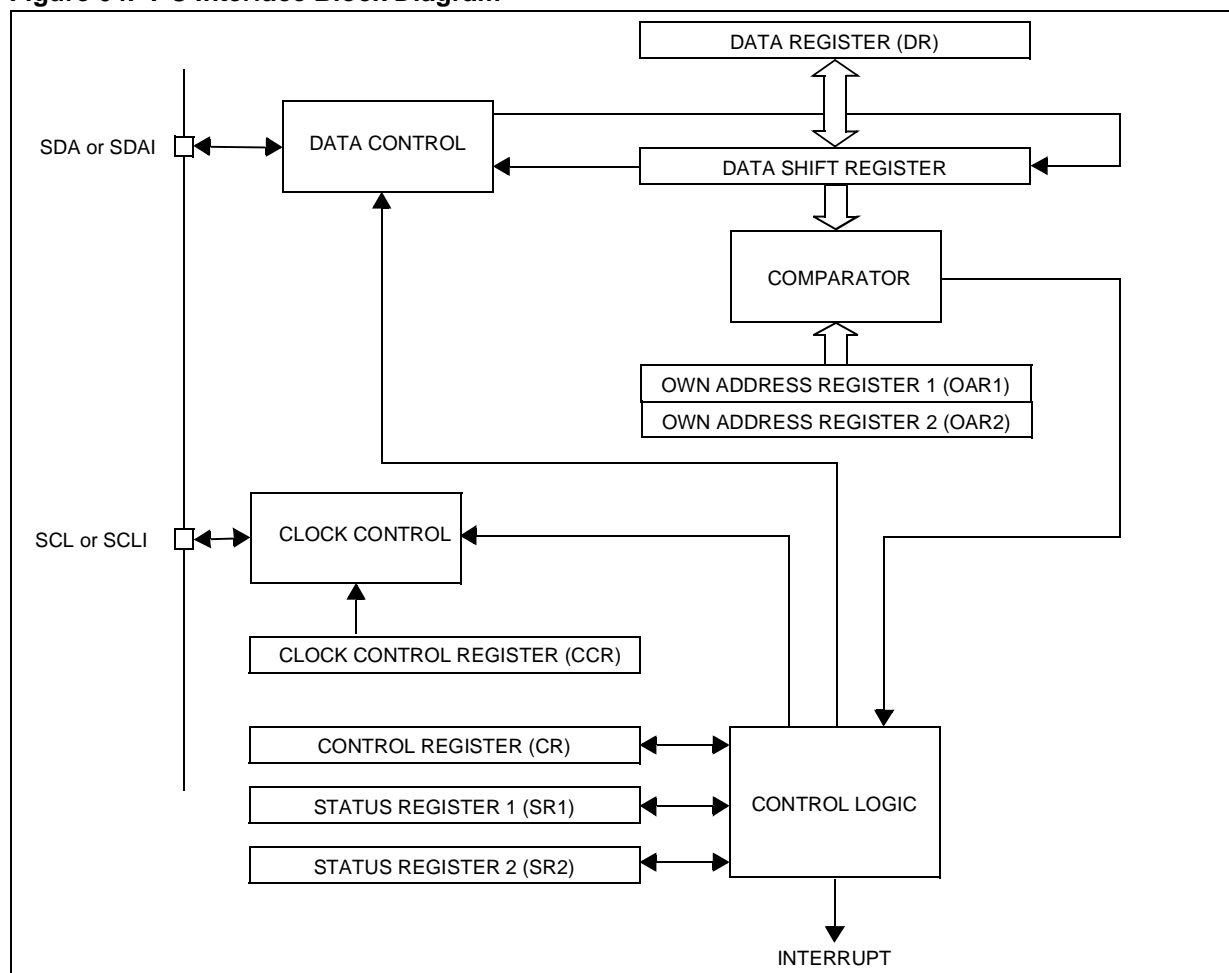 DATA REGISTER (DR)
SDA or SDAI
DATA CONTROL
DATA SHIFT REGISTER
COMPARATOR
OWN ADDRESS REGISTER 1 (OAR1)
OWN ADDRESS REGISTER 2 (OAR2)
SCL or SCLI
CLOCK CONTROL
CLOCK CONTROL REGISTER (CCR)
CONTROL REGISTER (CR)
STATUS REGISTER 1 (SR1)
CONTROL LOGIC
STATUS REGISTER 2 (SR2)
INTERRUPT